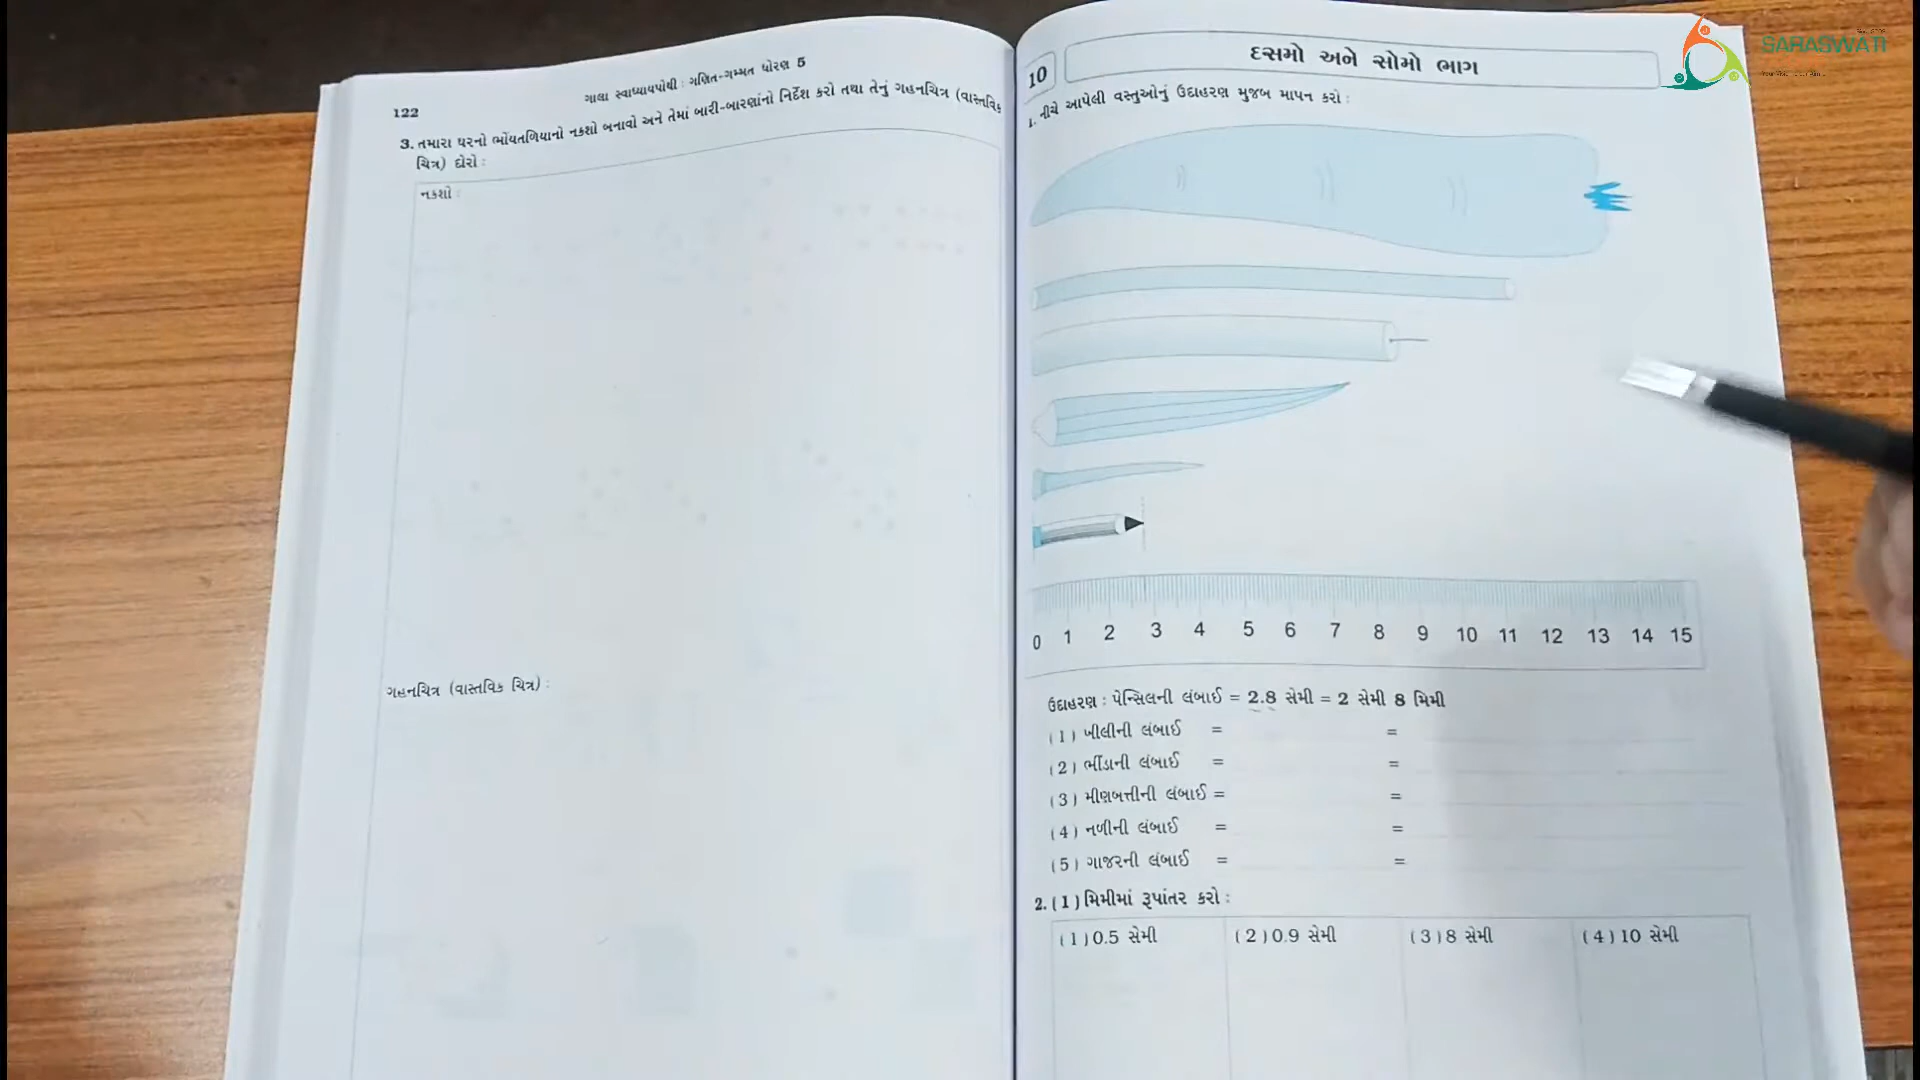 SARASWATI
122
ગાલા સ્વાધ્યાયપોથી : ગણિત-ગમ્મત ધોરણ 5
3. તમારા ઘરનો ભોંયતળિયાનો નકશો બનાવો અને તેમાં બારી-બારણાંનો નિર્દેશ કરો તથા તેનું ગહનચિત્ર (વાસ્તવિક
ચિત્ર) દોરો :
નકશો :
ગહનચિત્ર (વાસ્તવિક ચિત્ર) :
10
દસમો અને સોમો ભાગ
1. નીચે આપેલી વસ્તુઓનું ઉદાહરણ મુજબ માપન કરો :
0 1 2 3 4 5 6 7 8 9 10 11 12 13 14 15
ઉદાહરણ : પેન્સિલની લંબાઈ = 2.8 સેમી = 2 સેમી 8 મિમી
(1) ખીલીની લંબાઈ = =
(2) ભીંડાની લંબાઈ = =
(3) મીણબત્તીની લંબાઈ = =
(4) નળીની લંબાઈ = =
(5) ગાજરની લંબાઈ = =
2. (1) મિમીમાં રૂપાંતર કરો :
(1) 0.5 સેમી (2) 0.9 સેમી (3) 8 સેમી (4) 10 સેમી